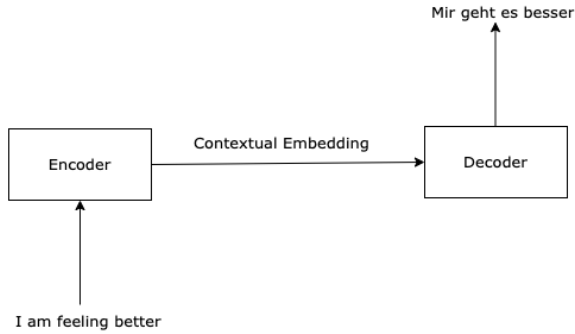 Mir geht es besser
Contextual Embedding
Encoder
Decoder
I am feeling better